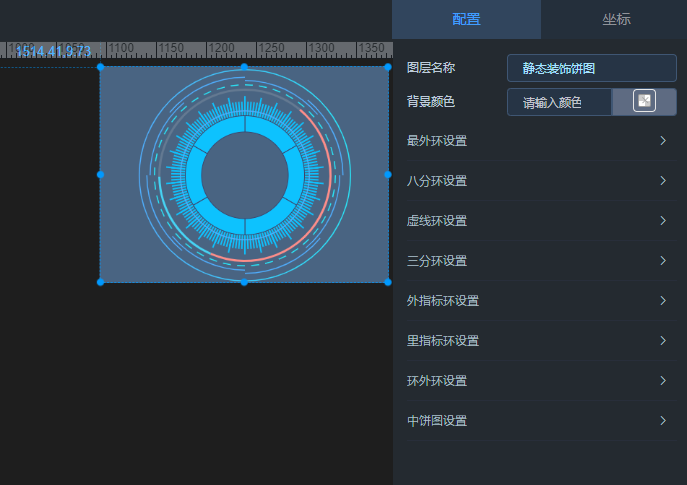 配置
坐标
1514.41,9.73
1100
1150
1200
1250
1300
1350
图层名称
静态装饰饼图
背景颜色
请输入颜色
最外环设置
八分环设置
虚线环设置
三分环设置
外指标环设置
里指标环设置
环外环设置
中饼图设置